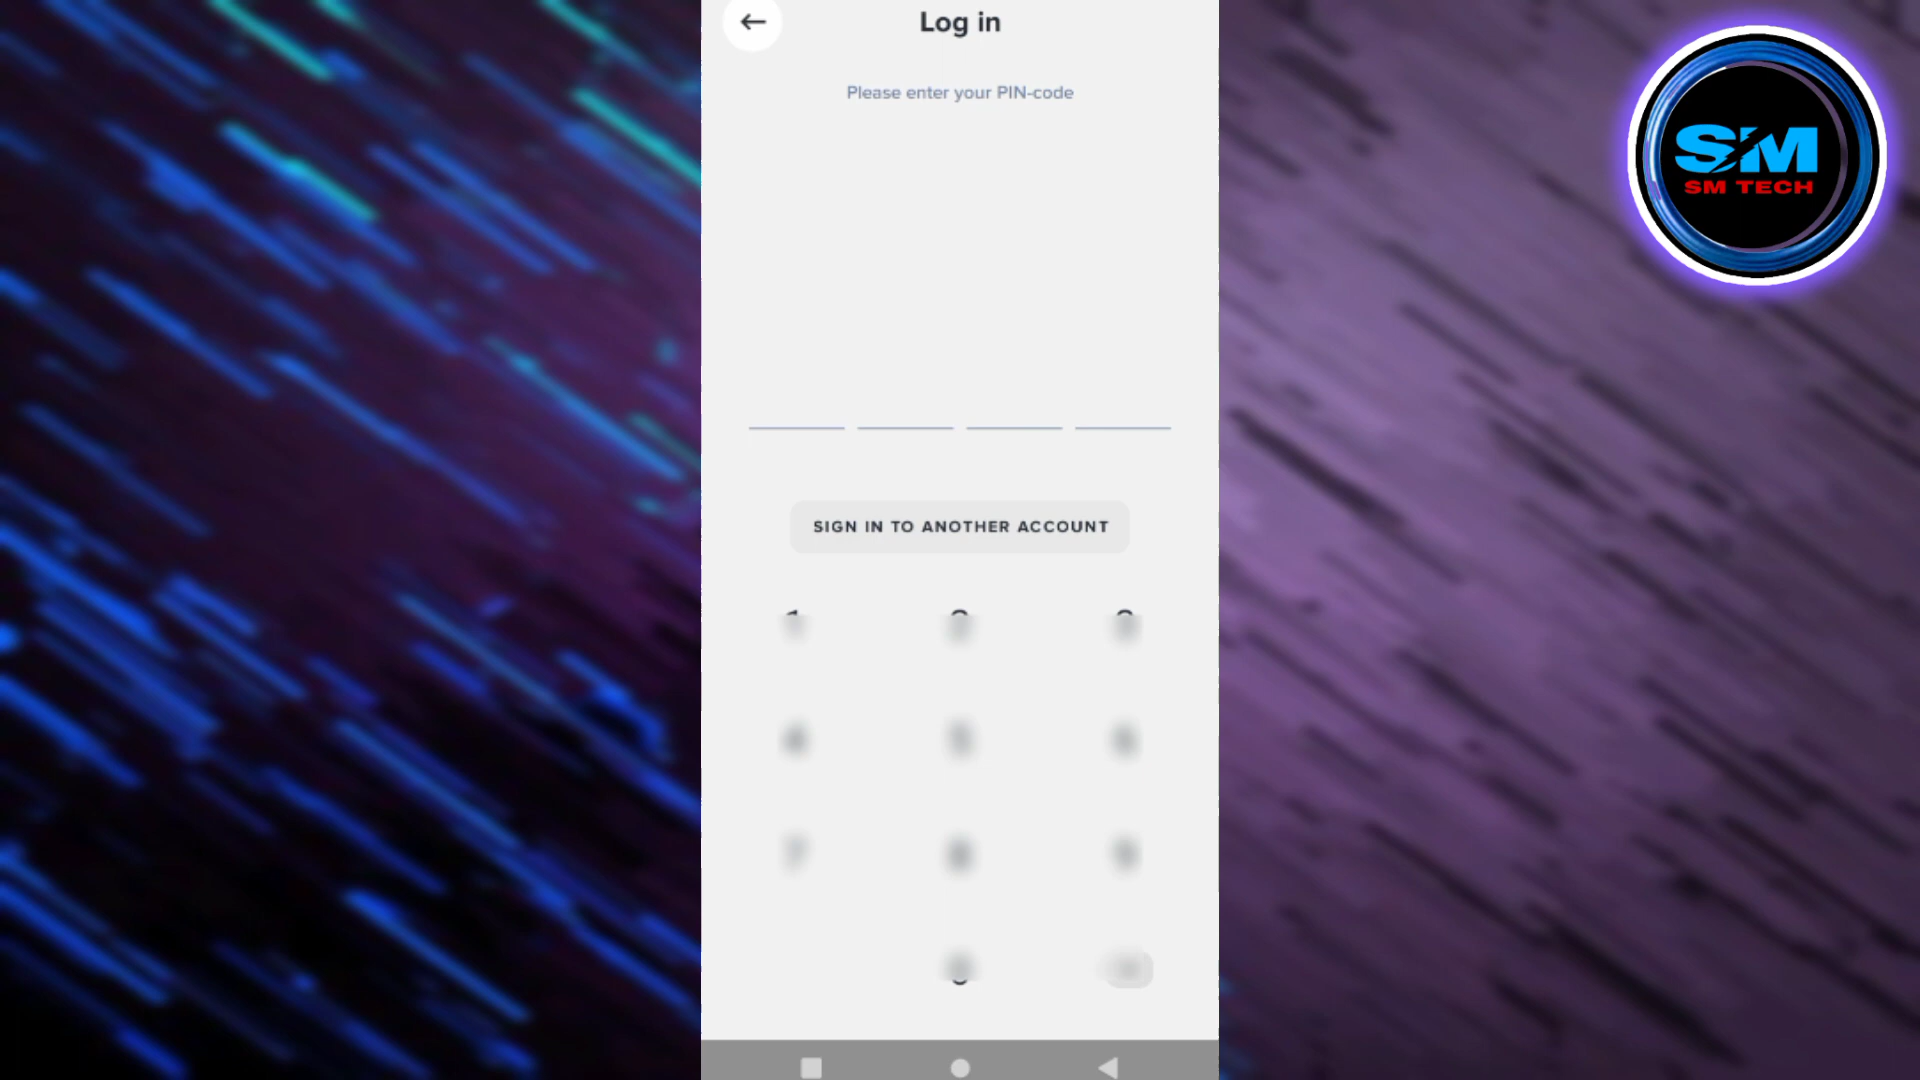 Log in
Please enter your PIN-code
SM
SM TECH
SIGN IN TO ANOTHER ACCOUNT